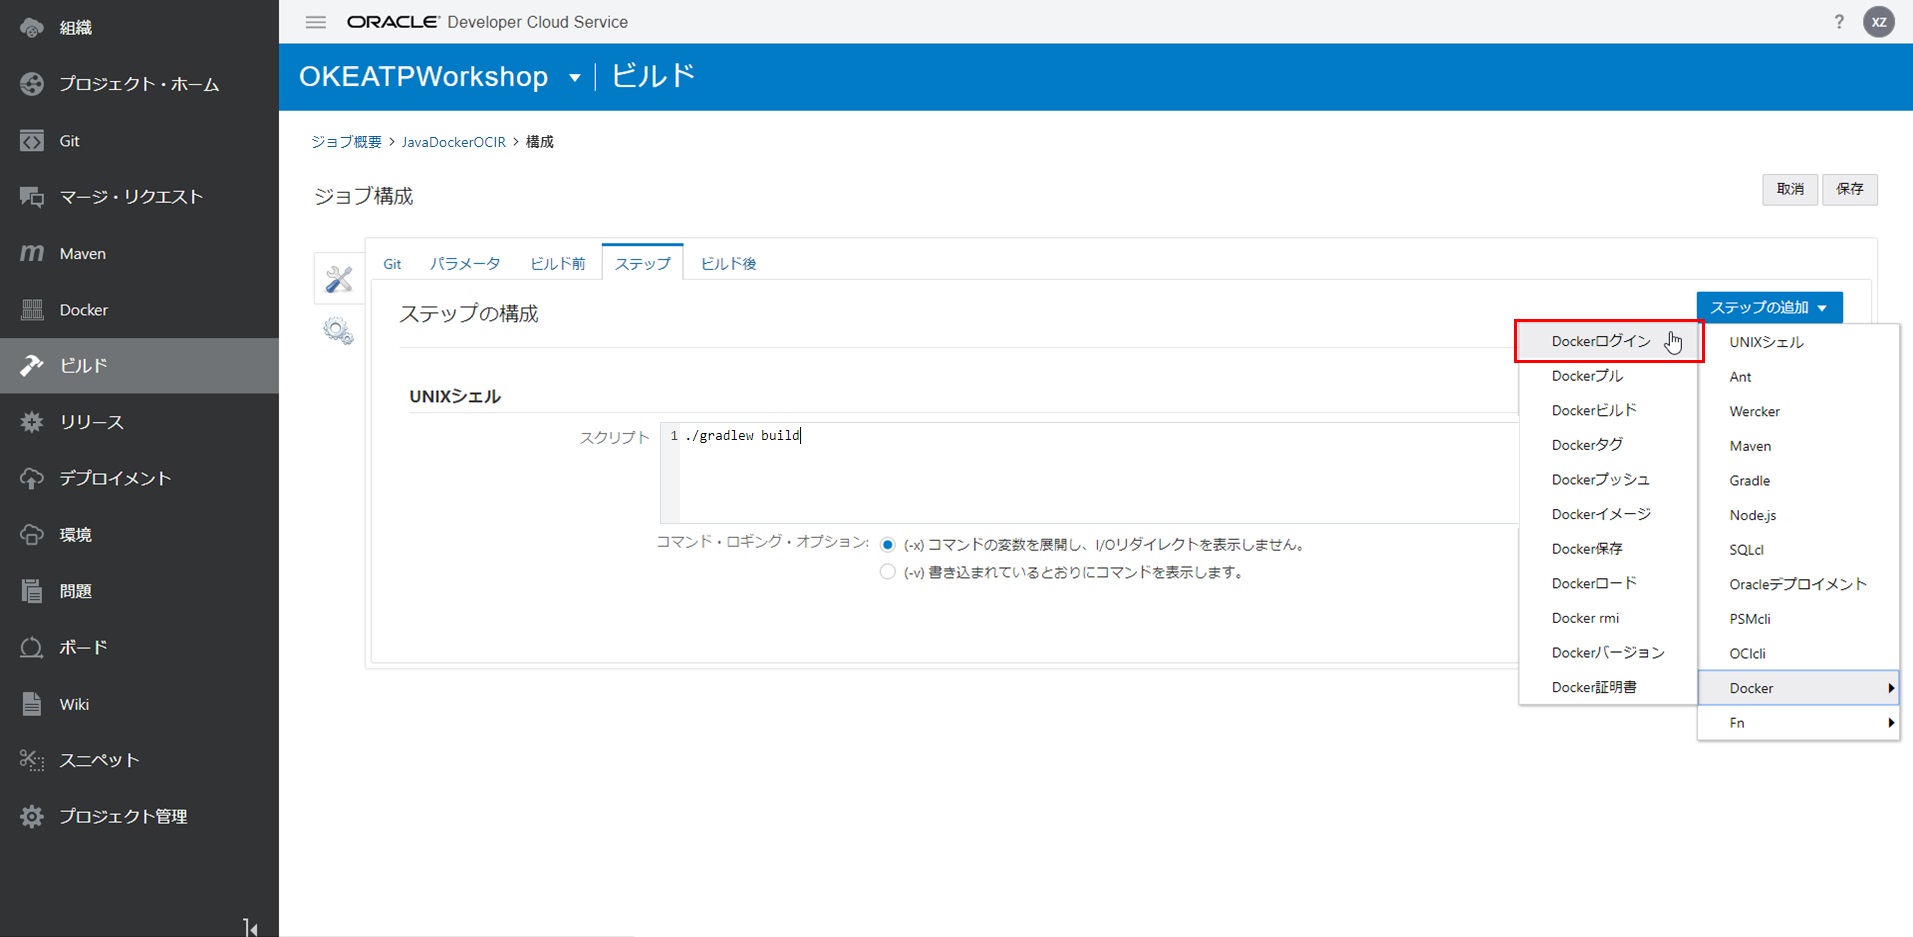 組織
プロジェクト・ホーム
Git
マージ・リクエスト
Maven
Docker
ビルド
リリース
デプロイメント
環境
問題
ボード
Wiki
スニペット
プロジェクト管理
ORACLE® Developer Cloud Service
?
XZ
OKEATPWorkshop
ビルド
ジョブ概要 > JavaDockerOCIR > 構成
ジョブ構成
取消
保存
Git
パラメータ
ビルド前
ステップ
ビルド後
ステップの構成
ステップの追加
UNIXシェル
スクリプト
1 ./gradlew build
コマンド・ロギング・オプション:
(-x) コマンドの変数を展開し、I/Oリダイレクトを表示しません。
(-v) 書き込まれているとおりにコマンドを表示します。
Dockerログイン
Dockerプル
Dockerビルド
Dockerタグ
Dockerプッシュ
Dockerイメージ
Docker保存
Dockerロード
Docker rmi
Dockerバージョン
Docker証明書
UNIXシェル
Ant
Wercker
Maven
Gradle
Node.js
SQLcl
Oracleデプロイメント
PSMcli
OCIcli
Docker
Fn